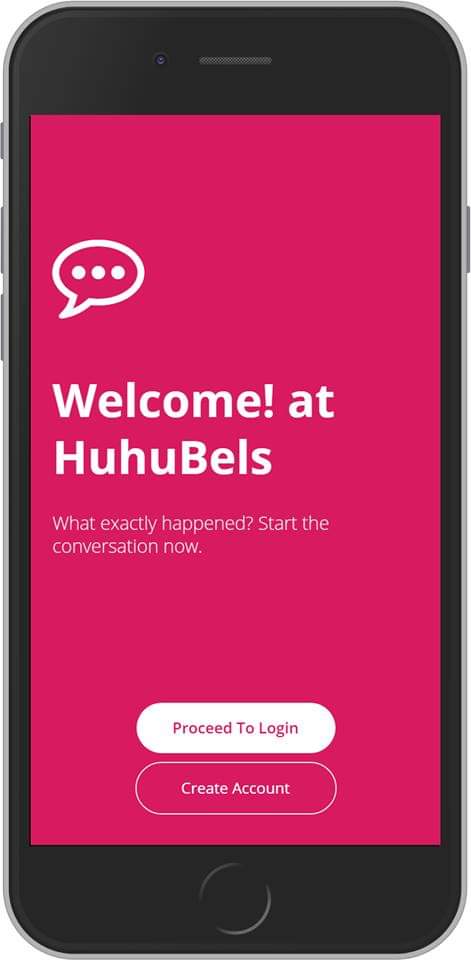 Welcome! at
HuhuBels
What exactly happened? Start the
conversation now.
Proceed To Login
Create Account